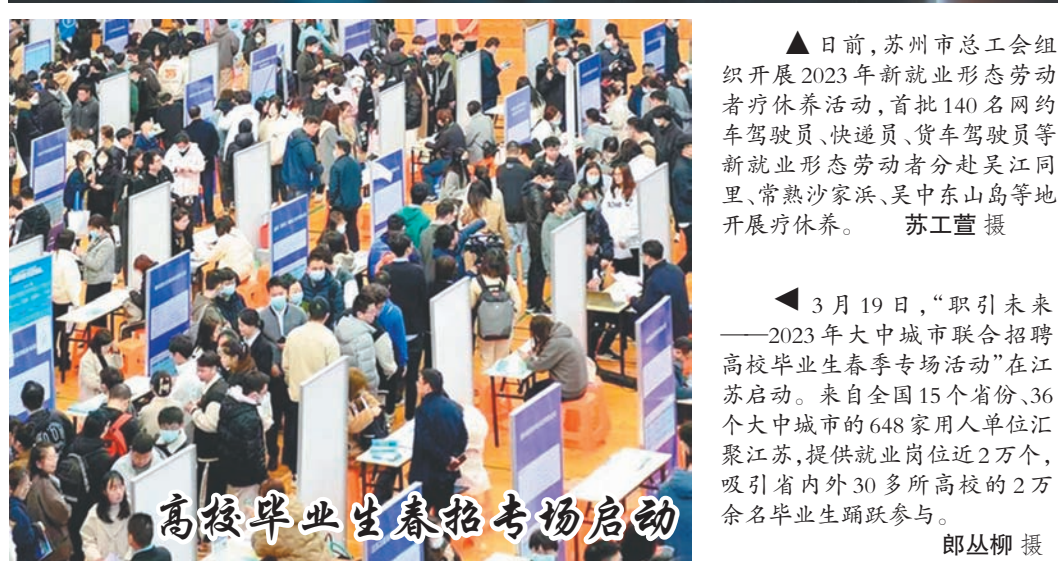 ▲日前，苏州市总工会组
织开展2023年新就业形态劳动
者疗休养活动，首批140名网约
车驾驶员、快递员、货车驾驶员等
新就业形态劳动者分赴吴江同
里、常熟沙家浜、吴中东山岛等地
开展疗休养。 苏工萱 摄
◀3月19日，“职引未来
——2023年大中城市联合招聘
高校毕业生春季专场活动”在江
苏启动。来自全国15个省份、36
个大中城市的648家用人单位汇
聚江苏，提供就业岗位近2万个，
吸引省内外30多所高校的2万
余名毕业生踊跃参与。
郎丛柳 摄
高校毕业生春招专场启动